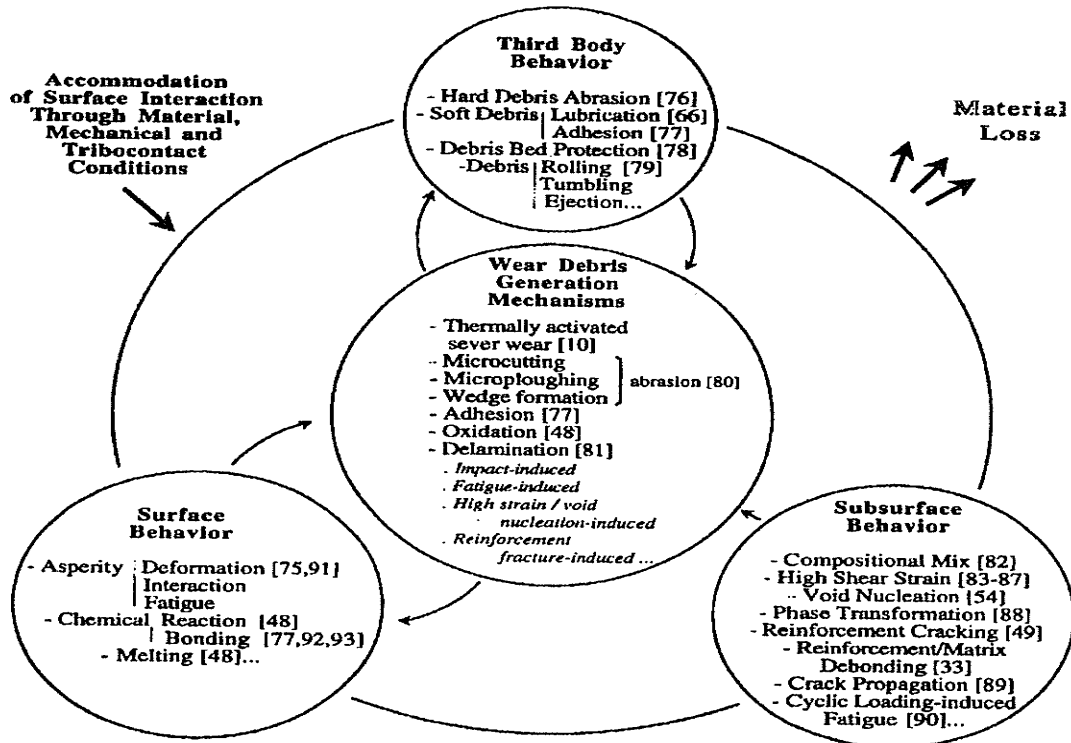 Third Body
Behavior
- Hard Debris Abrasion [76]
- Soft Debris Lubrication [66]
Adhesion [77]
- Debris Bed Protection [78]
-Debris Rolling [79]
Tumbling
Ejection...
Accommodation
of Surface Interaction
Through Material,
Mechanical and
Tribocontact
Conditions
Material
Loss
Wear Debris
Generation
Mechanisms
- Thermally activated
sever wear [10]
- Microcutting
- Microploughing
- Wedge formation
abrasion [80]
- Adhesion [77]
- Oxidation [48]
- Delamination [81]
. Impact-induced
. Fatigue-induced
. High strain / void
nucleation-induced
. Reinforcement
fracture-induced ...
Surface
Behavior
- Asperity Deformation [75,91]
Interaction
Fatigue
- Chemical Reaction [48]
Bonding [77,92,93]
- Melting [48]...
Subsurface
Behavior
- Compositional Mix [82]
- High Shear Strain [83-87]
- Void Nucleation [54]
- Phase Transformation [88]
- Reinforcement Cracking [49]
- Reinforcement/Matrix
Debonding [33]
- Crack Propagation [89]
- Cyclic Loading-induced
Fatigue [90]...